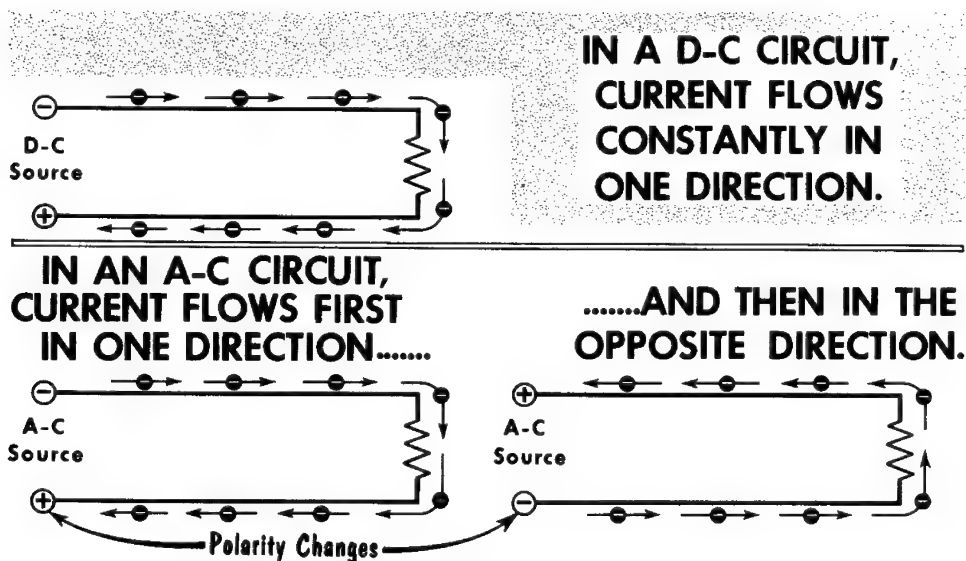 IN A D-C CIRCUIT,
CURRENT FLOWS
CONSTANTLY IN
ONE DIRECTION.
D-C
Source
IN AN A-C CIRCUIT,
CURRENT FLOWS FIRST
IN ONE DIRECTION.......
.......AND THEN IN THE
OPPOSITE DIRECTION.
A-C
Source
A-C
Source
Polarity Changes